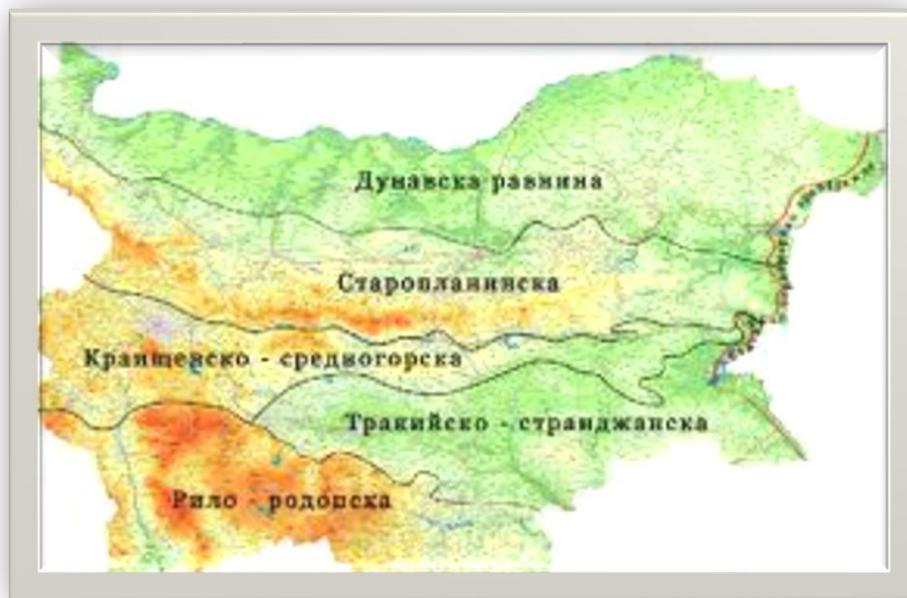 Дунавска равнина
Старопланинска
Краищенско - средногорска
Тракийско - странджанска
Рило - родопска